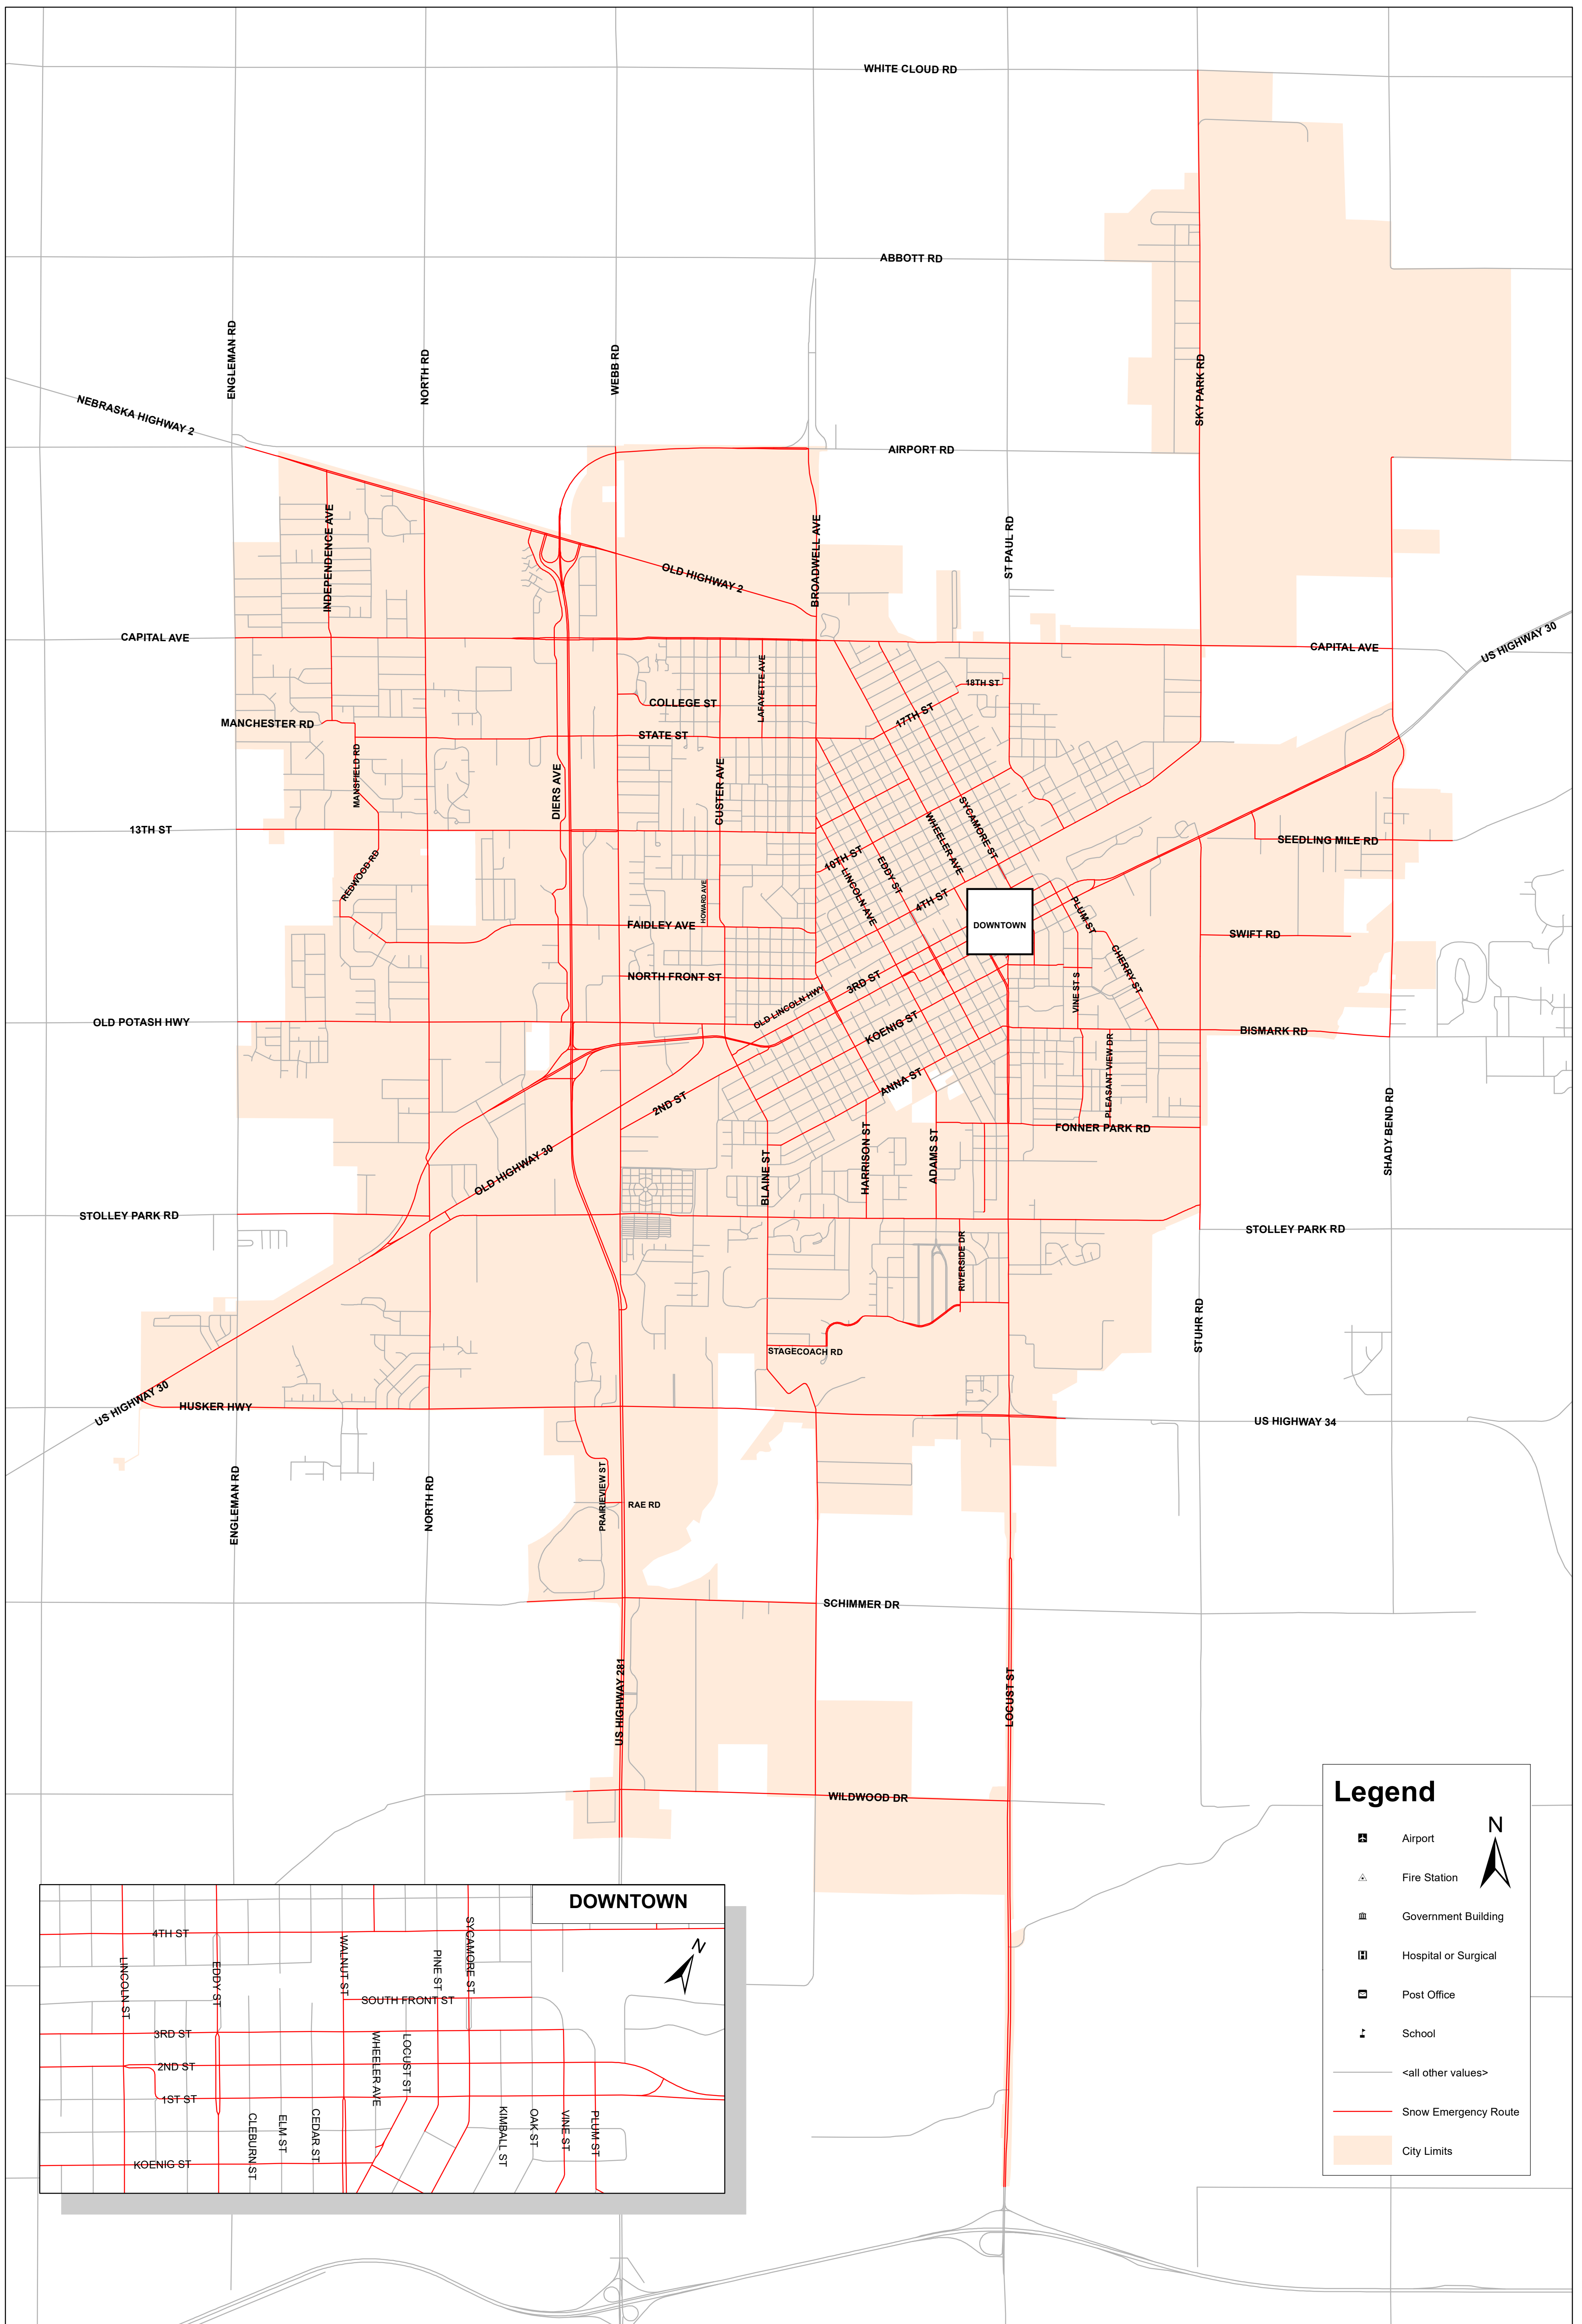 WHITE CLOUD RD
ABBOTT RD
ENGLEMAN RD
NORTH RD
WEBB RD
SKY PARK RD
NEBRASKA HIGHWAY 2
AIRPORT RD
INDEPENDENCE AVE
BROADWELL AVE
ST PAUL RD
OLD HIGHWAY 2
CAPITAL AVE
CAPITAL AVE
US HIGHWAY 30
LAFAYETTE AVE
18TH ST
COLLEGE ST
17TH ST
MANCHESTER RD
STATE ST
MANSFIELD RD
DIERS AVE
CUSTER AVE
SYCAMORE ST
WHEELER AVE
13TH ST
SEEDLING MILE RD
10TH ST
EDDY ST
REDWOOD RD
LINCOLN AVE
HOWARD AVE
4TH ST
PLUM ST
FAIDLEY AVE
DOWNTOWN
SWIFT RD
CHERRY ST
NORTH FRONT ST
3RD ST
VINE ST S
OLD LINCOLN HWY
OLD POTASH HWY
KOENIG ST
BISMARK RD
PLEASANT VIEW DR
ANNA ST
2ND ST
FONNER PARK RD
SHADY BEND RD
OLD HIGHWAY 30
BLAINE ST
HARRISON ST
ADAMS ST
STOLLEY PARK RD
STOLLEY PARK RD
RIVERSIDE DR
STUHR RD
STAGECOACH RD
US HIGHWAY 30
HUSKER HWY
US HIGHWAY 34
ENGLEMAN RD
NORTH RD
PRAIRIEVIEW ST
RAE RD
SCHIMMER DR
US HIGHWAY 281
LOCUST ST
WILDWOOD DR
Legend
N
Airport
Fire Station
Government Building
Hospital or Surgical
Post Office
School
<all other values>
Snow Emergency Route
City Limits
DOWNTOWN
N
4TH ST
LINCOLN ST
EDDY ST
WALNUT ST
PINE ST
SYCAMORE ST
SOUTH FRONT ST
3RD ST
WHEELER AVE
LOCUST ST
2ND ST
1ST ST
CLEBURN ST
ELM ST
CEDAR ST
KIMBALL ST
OAK ST
VINE ST
PLUM ST
KOENIG ST